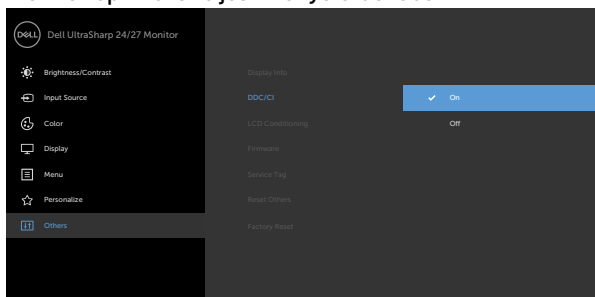 DELL
Dell UltraSharp 24/27 Monitor
Brightness/Contrast
Input Source
Color
Display
Menu
Personalize
Others
Display Info
DDC/CI
LCD Conditioning
Firmware
Service Tag
Reset Others
Factory Reset
On
Off